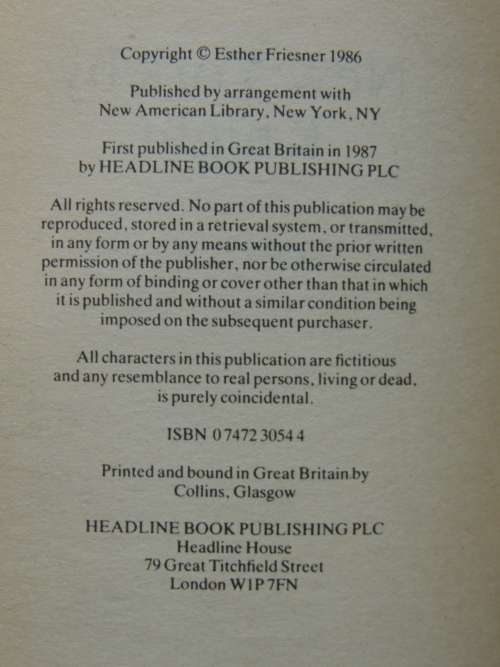 Copyright © Esther Friesner 1986
Published by arrangement with
New American Library, New York, NY
First published in Great Britain in 1987
by HEADLINE BOOK PUBLISHING PLC
All rights reserved. No part of this publication may be
reproduced, stored in a retrieval system, or transmitted,
in any form or by any means without the prior written
permission of the publisher, nor be otherwise circulated
in any form of binding or cover other than that in which
it is published and without a similar condition being
imposed on the subsequent purchaser.
All characters in this publication are fictitious
and any resemblance to real persons, living or dead,
is purely coincidental.
ISBN 0 7472 3054 4
Printed and bound in Great Britain by
Collins, Glasgow
HEADLINE BOOK PUBLISHING PLC
Headline House
79 Great Titchfield Street
London W1P 7FN